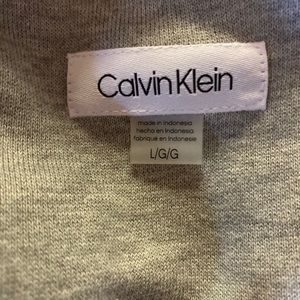 Calvin Klein
made in Indonesia
hecho en Indonesia
fabriqué en Indonésie
L/G/G